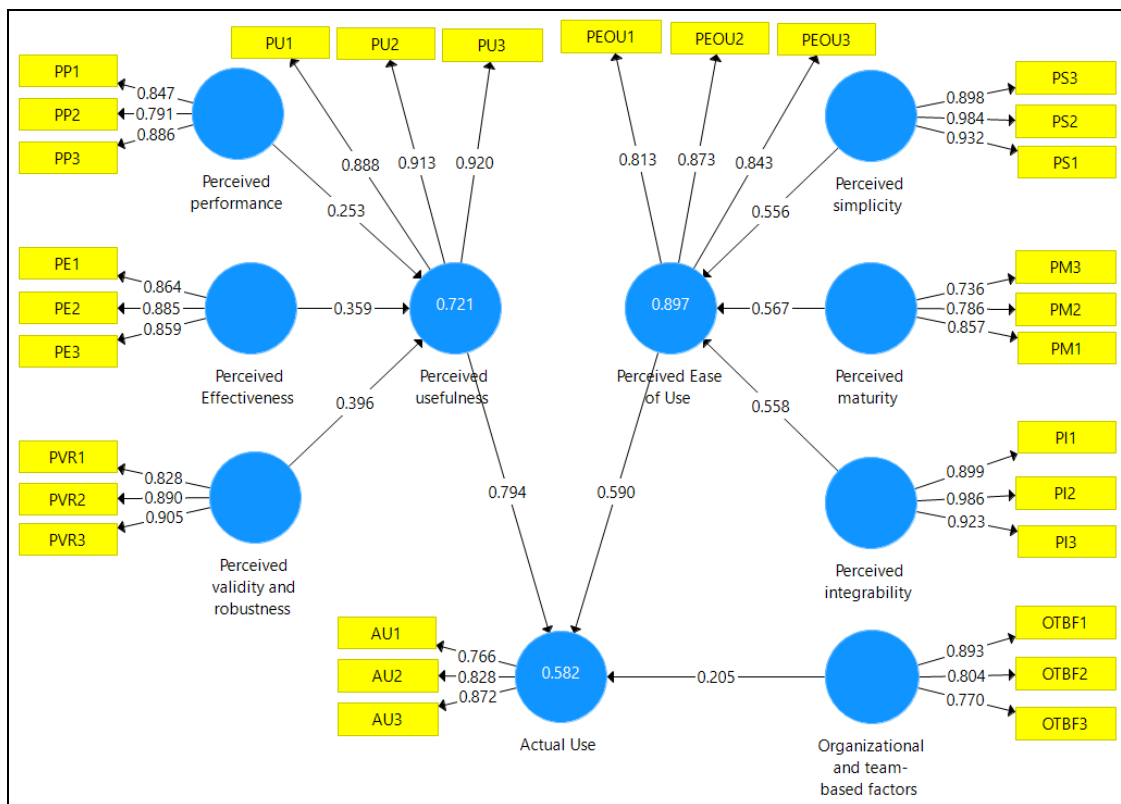 PU1
PU2
PU3
PEOU1
PEOU2
PEOU3
PP1
PP2
PP3
0.847
0.791
0.886
Perceived
performance
0.253
0.888
0.913
0.920
0.813
0.873
0.843
PS3
PS2
PS1
0.898
0.984
0.932
Perceived
simplicity
0.556
PE1
PE2
PE3
0.864
0.885
0.859
Perceived
Effectiveness
0.359
0.721
Perceived
usefulness
0.897
Perceived Ease
of Use
0.567
Perceived
maturity
PM3
PM2
PM1
0.736
0.786
0.857
PVR1
PVR2
PVR3
0.828
0.890
0.905
Perceived
validity and
robustness
0.396
0.794
0.590
0.558
Perceived
integrability
PI1
PI2
PI3
0.899
0.986
0.923
AU1
AU2
AU3
0.766
0.828
0.872
0.582
Actual Use
0.205
Organizational
and team-
based factors
0.893
0.804
0.770
OTBF1
OTBF2
OTBF3